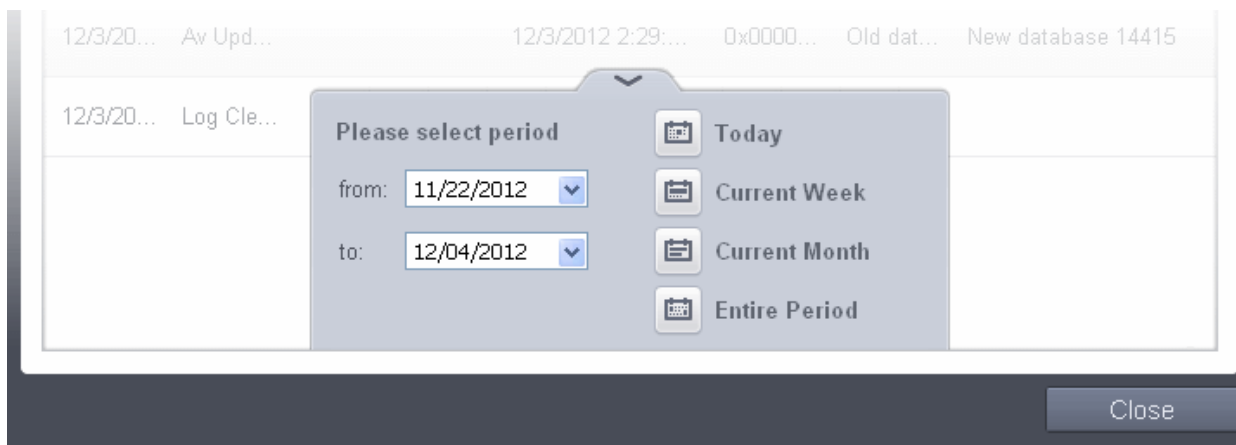 12/3/20... Av Upd... 12/3/2012 2:29:... 0x0000... Old dat... New database 14415
12/3/20... Log Cle...
Please select period
from: 11/22/2012
to: 12/04/2012
Today
Current Week
Current Month
Entire Period
Close